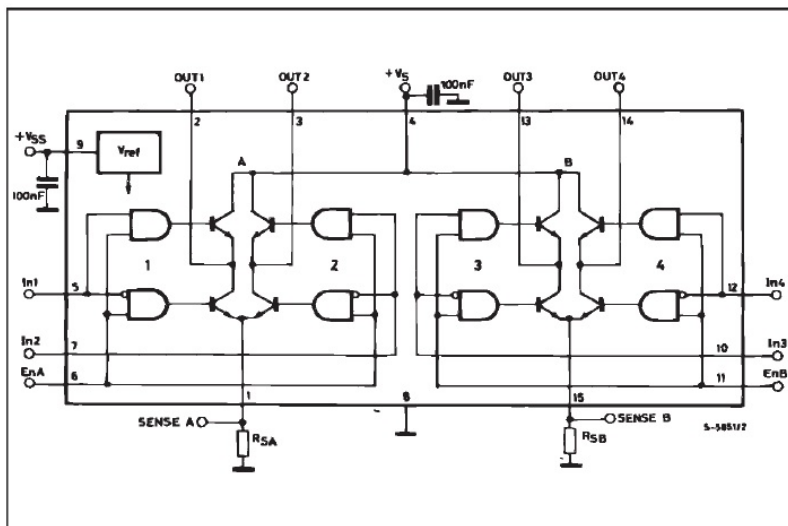 OUT1 OUT2 +VS 100nF OUT3 OUT4
2 3 4 13 14
+VSS 9 Vref
100nF
A B
1 2 3 4
In1 5 12 In4
In2 7 10 In3
EnA 6 11 EnB
1 8 15
SENSE A SENSE B
RSA RSB
S-5851/2